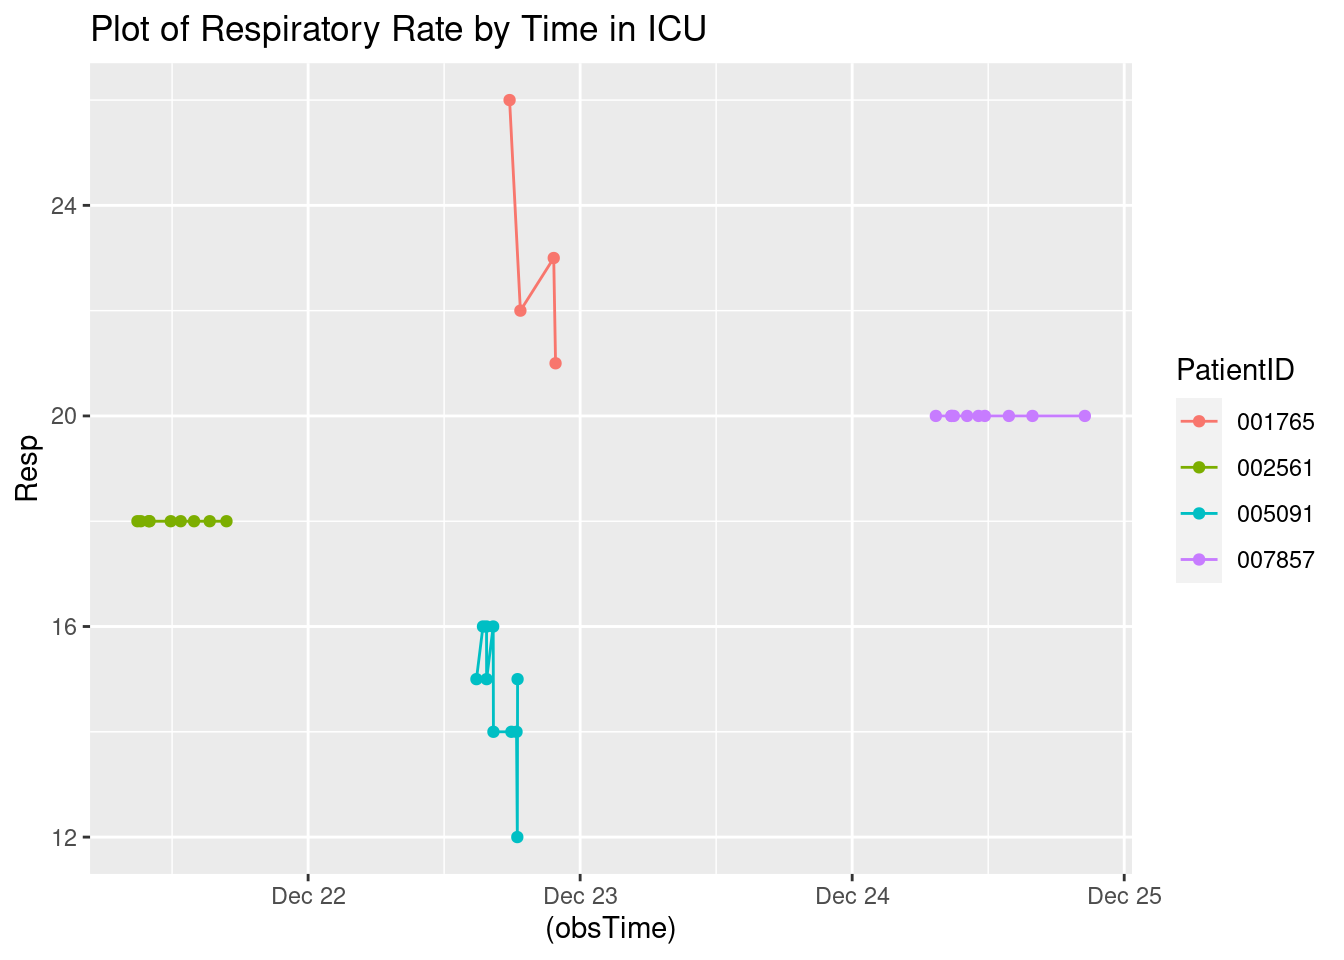 Plot of Respiratory Rate by Time in ICU
24
20
16
12
Resp
Dec 22
Dec 23
Dec 24
Dec 25
(obsTime)
PatientID
001765
002561
005091
007857